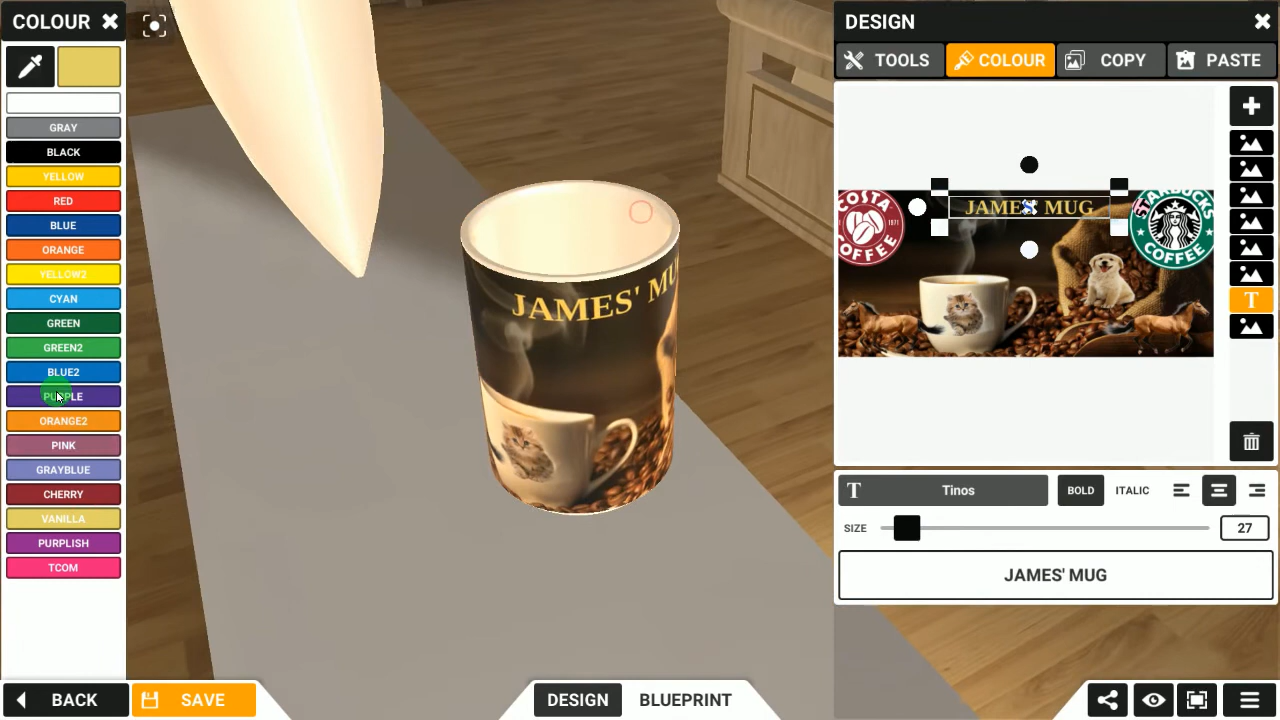 COLOUR
GRAY
BLACK
YELLOW
RED
BLUE
ORANGE
YELLOW2
CYAN
GREEN
GREEN2
BLUE2
PURPLE
ORANGE2
PINK
GRAYBLUE
CHERRY
VANILLA
PURPLISH
TCOM
BACK
SAVE
JAMES' MU
DESIGN
BLUEPRINT
DESIGN
TOOLS
COLOUR
COPY
PASTE
COSTA
1971
COFFEE
JAMES' MUG
STARBUCKS
COFFEE
T
T
Tinos
BOLD
ITALIC
SIZE
27
JAMES' MUG